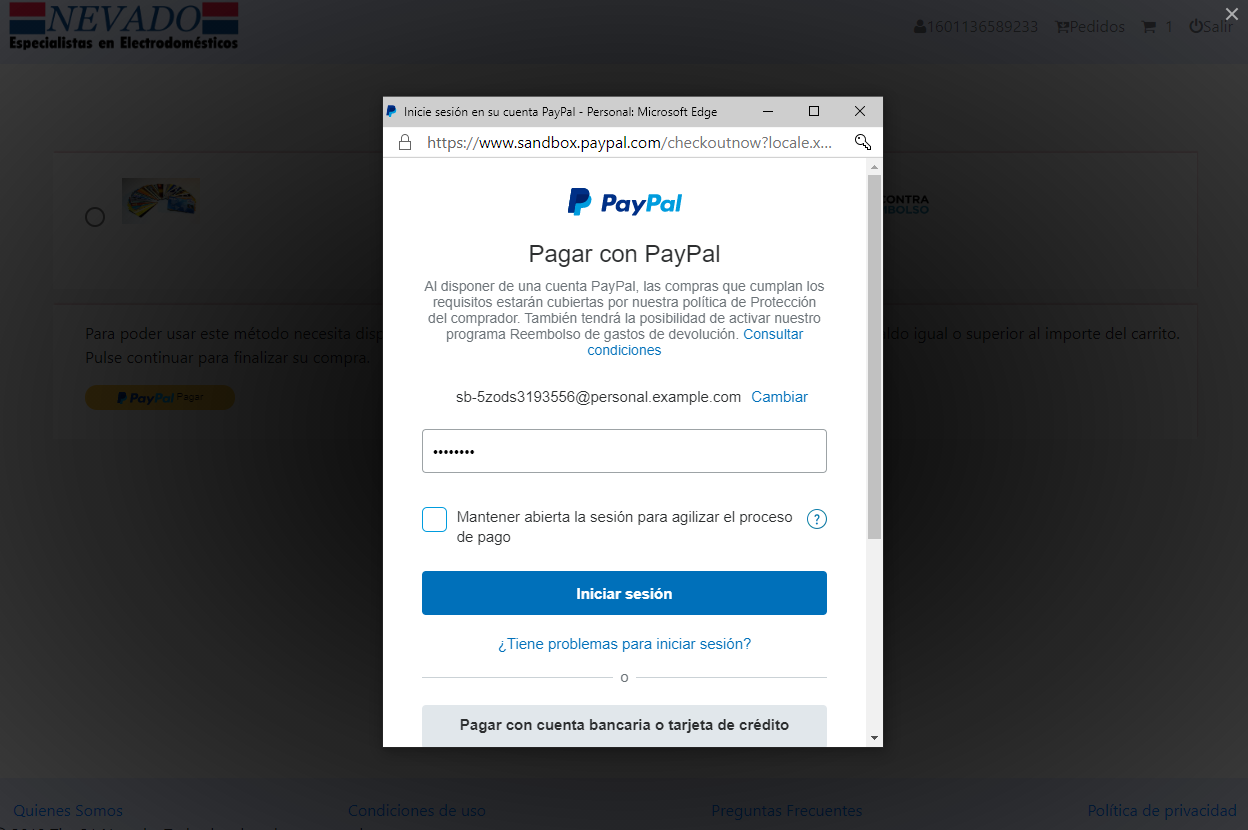 NEVADO
Especialistas en Electrodomésticos
1601136589233 Pedidos 1 Salir
Inicie sesión en su cuenta PayPal - Personal: Microsoft Edge
https://www.sandbox.paypal.com/checkoutnow?locale.x...
PayPal
Pagar con PayPal
Al disponer de una cuenta PayPal, las compras que cumplan los
requisitos estarán cubiertas por nuestra política de Protección
del comprador. También tendrá la posibilidad de activar nuestro
programa Reembolso de gastos de devolución. Consultar
condiciones
sb-5zods3193556@personal.example.com Cambiar
••••••••
Mantener abierta la sesión para agilizar el proceso ?
de pago
Iniciar sesión
¿Tiene problemas para iniciar sesión?
o
Pagar con cuenta bancaria o tarjeta de crédito
CONTRA
Para poder usar este método necesita
igual o superior al importe del carrito.
Pulse continuar para finalizar su compra.
PayPal Pagar
Quienes Somos Condiciones de uso Preguntas Frecuentes Política de privacidad